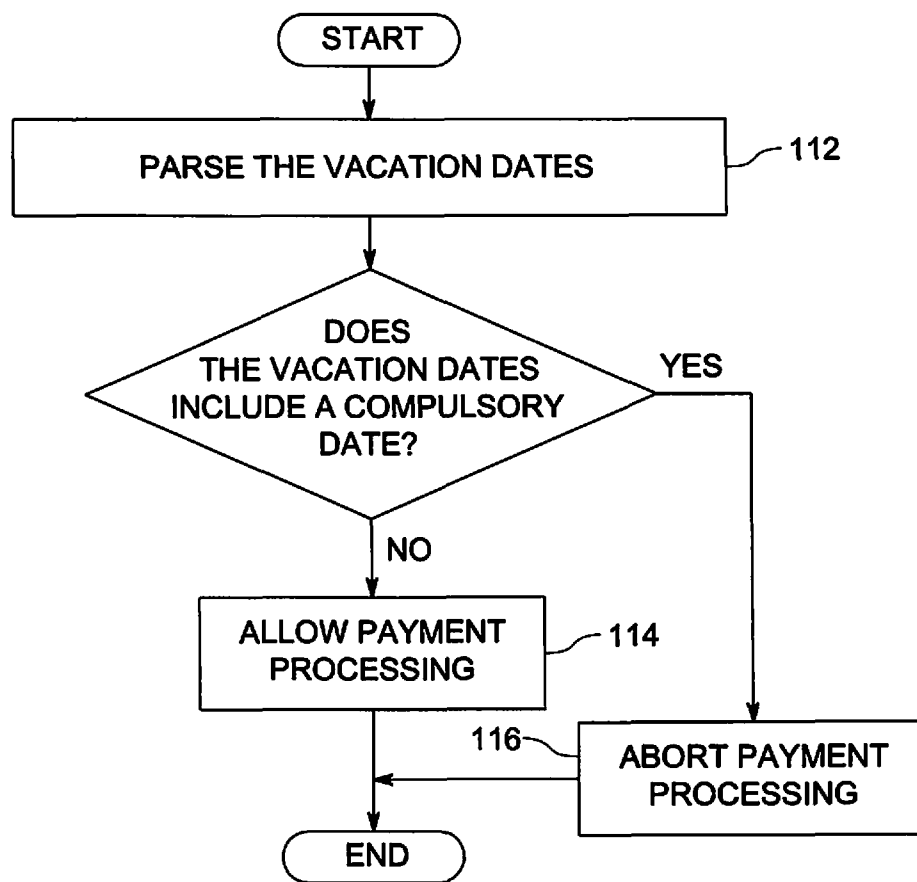 START
PARSE THE VACATION DATES
112
DOES
THE VACATION DATES
INCLUDE A COMPULSORY
DATE?
YES
NO
ALLOW PAYMENT
PROCESSING
114
116
ABORT PAYMENT
PROCESSING
END